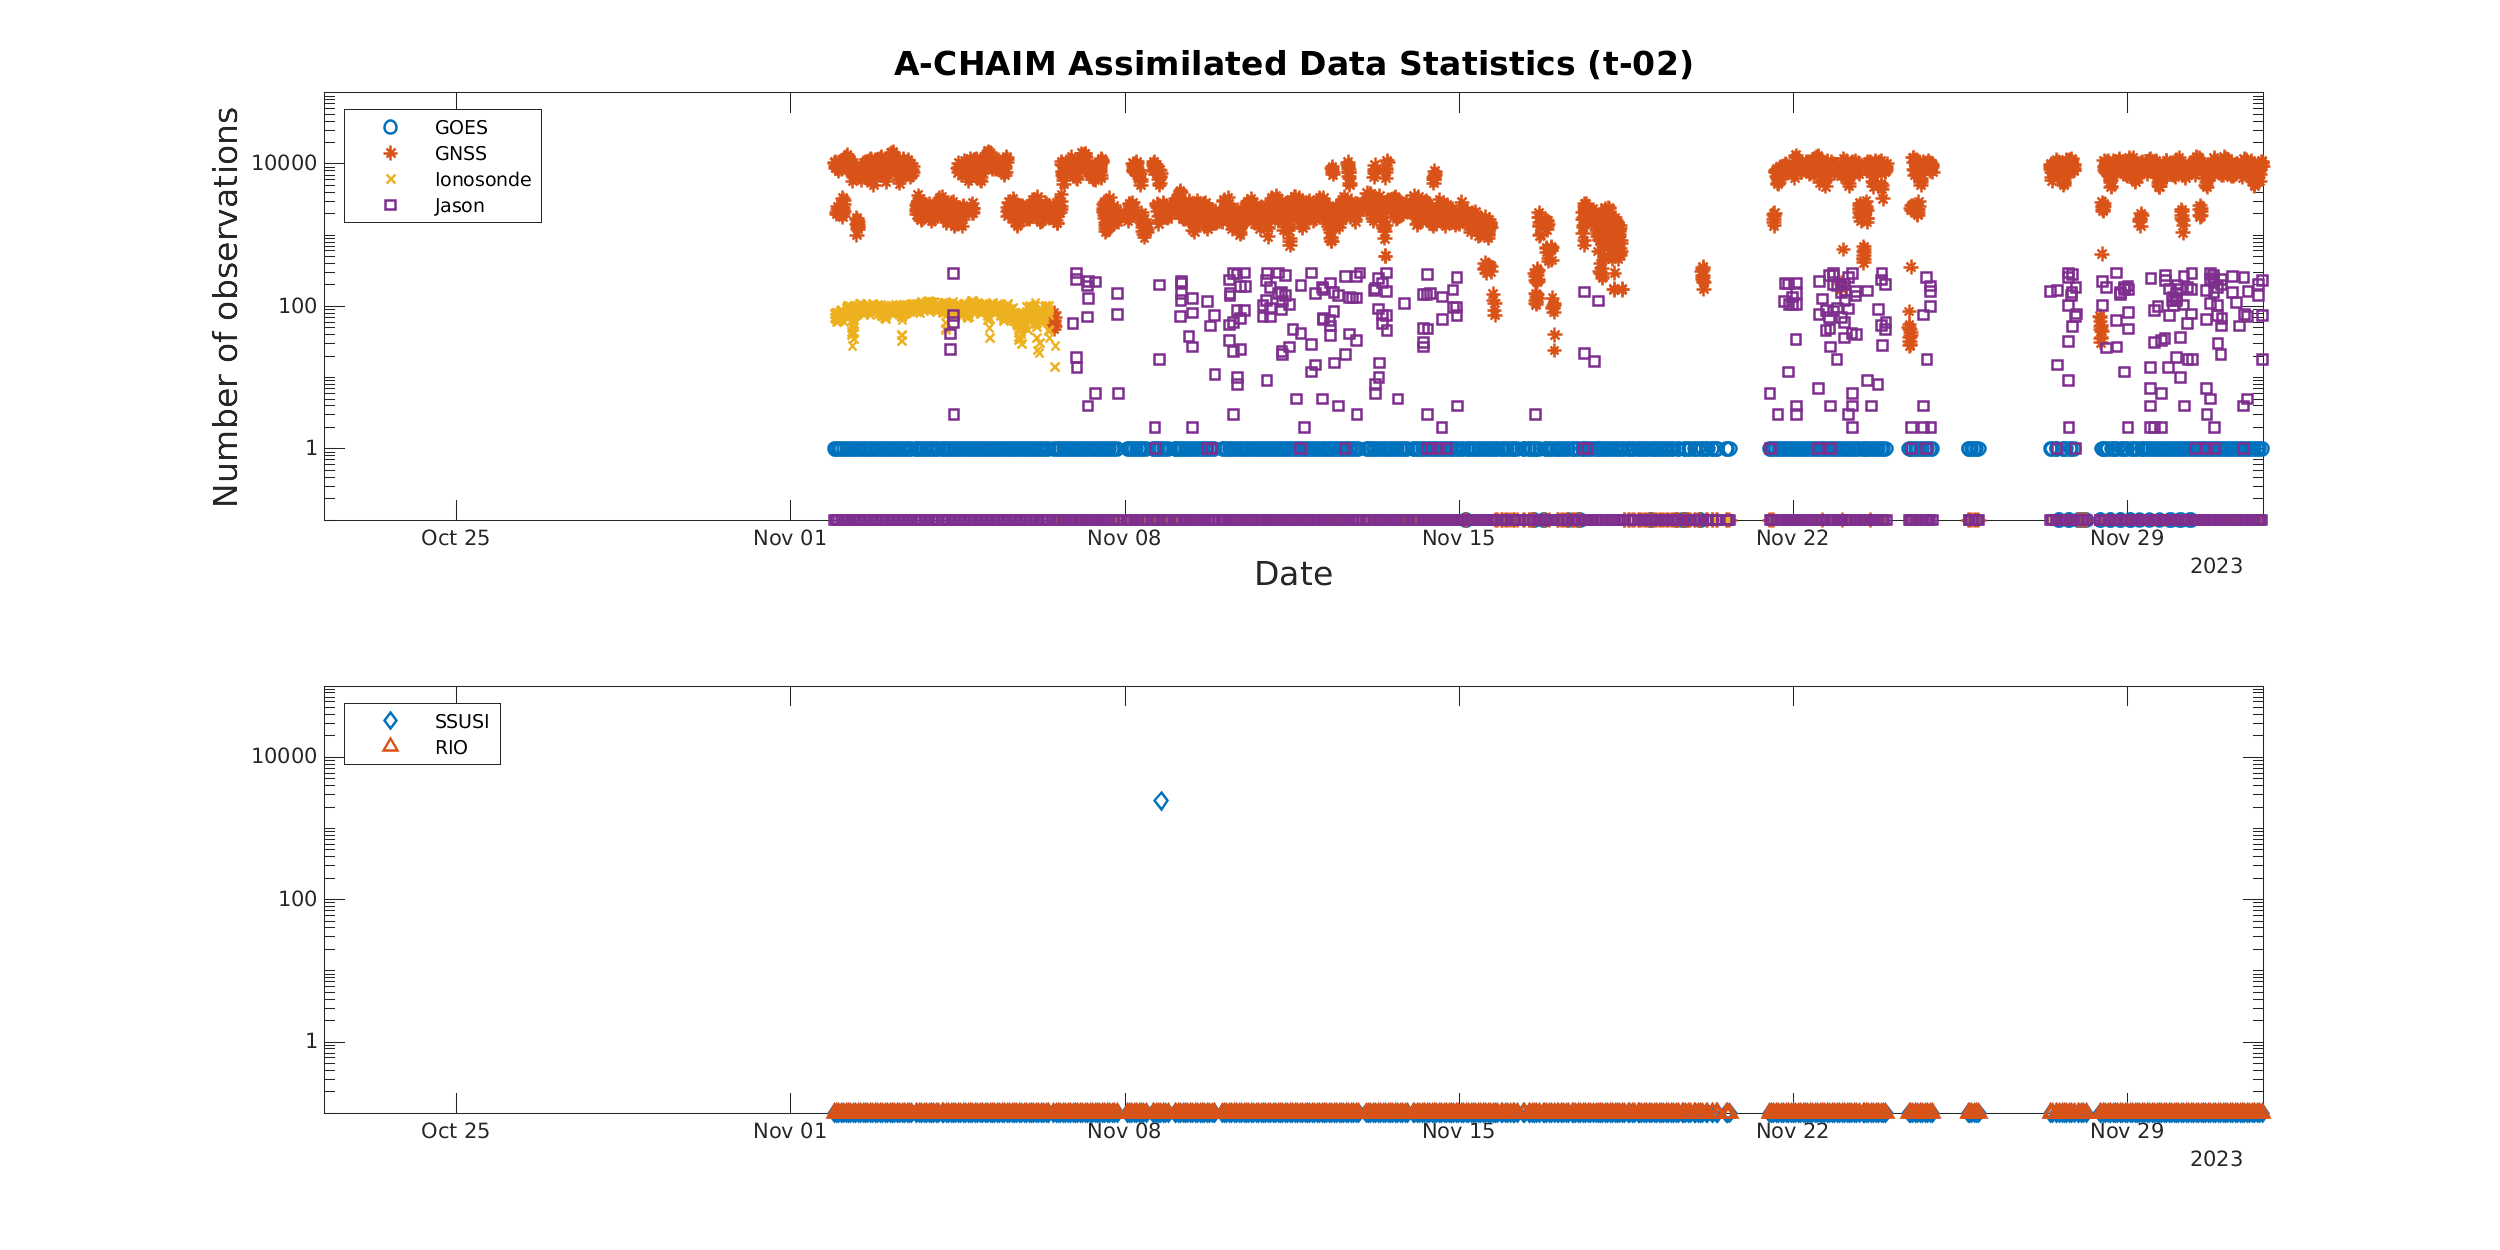 A-CHAIM Assimilated Data Statistics (t-02)
GOES
GNSS
Ionosonde
Jason
Number of observations
10000
100
1
Oct 25
Nov 01
Nov 08
Nov 15
Nov 22
Nov 29
2023
Date
SSUSI
RIO
10000
100
1
Oct 25
Nov 01
Nov 08
Nov 15
Nov 22
Nov 29
2023